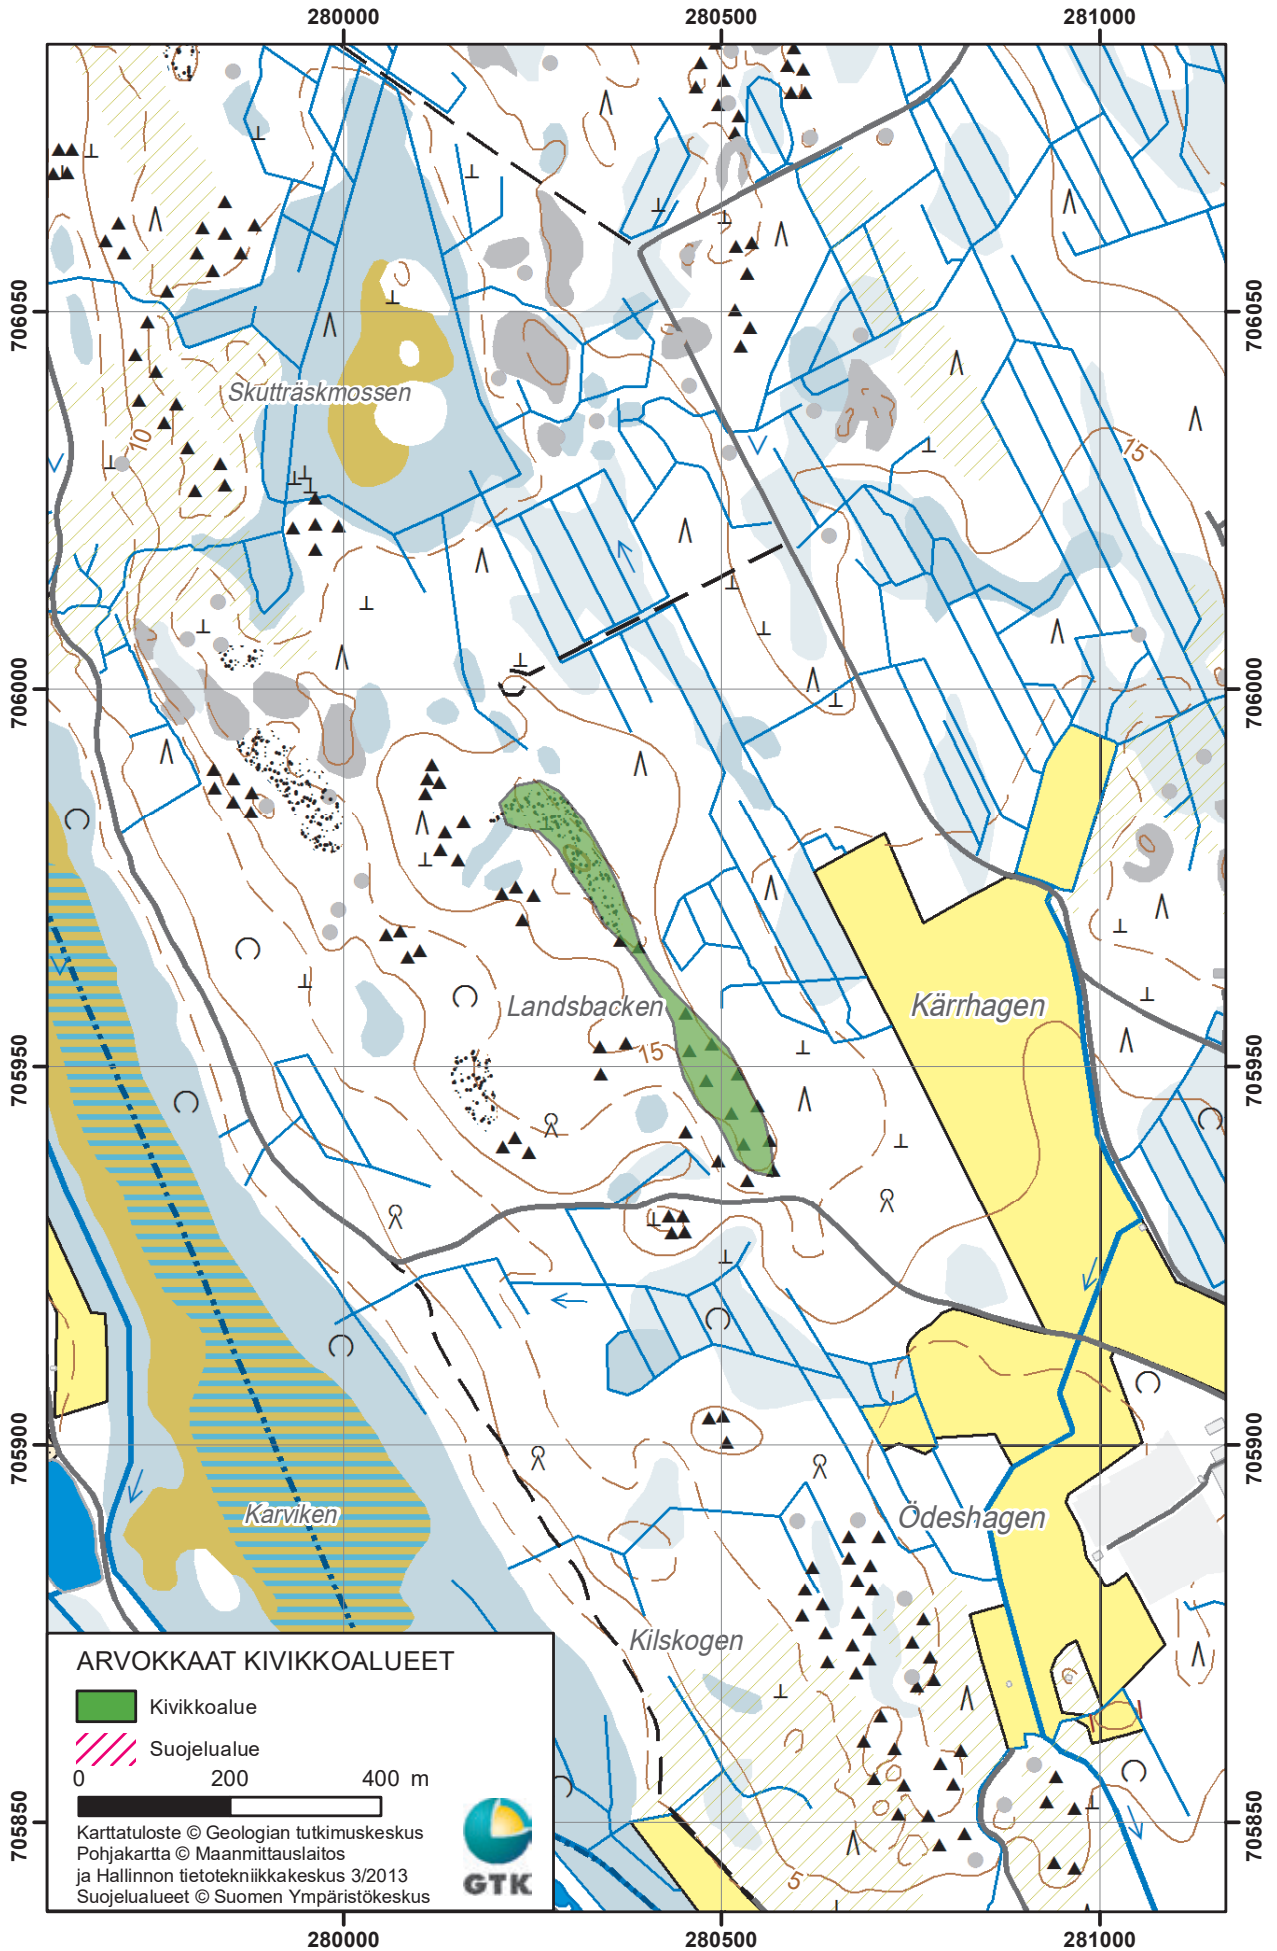 280000
280500
281000
706050
706050
Skutträskmossen
10
15
706000
706000
Landsbacken
Kärrhagen
15
705950
705950
705900
705900
Karviken
Ödeshagen
Kilskogen
5
705850
705850
ARVOKKAAT KIVIKKOALUEET
Kivikkoalue
Suojelualue
0 200 400 m
Karttatuloste © Geologian tutkimuskeskus
Pohjakartta © Maanmittauslaitos
ja Hallinnon tietotekniikkakeskus 3/2013
Suojelualueet © Suomen Ympäristökeskus
GTK
280000
280500
281000